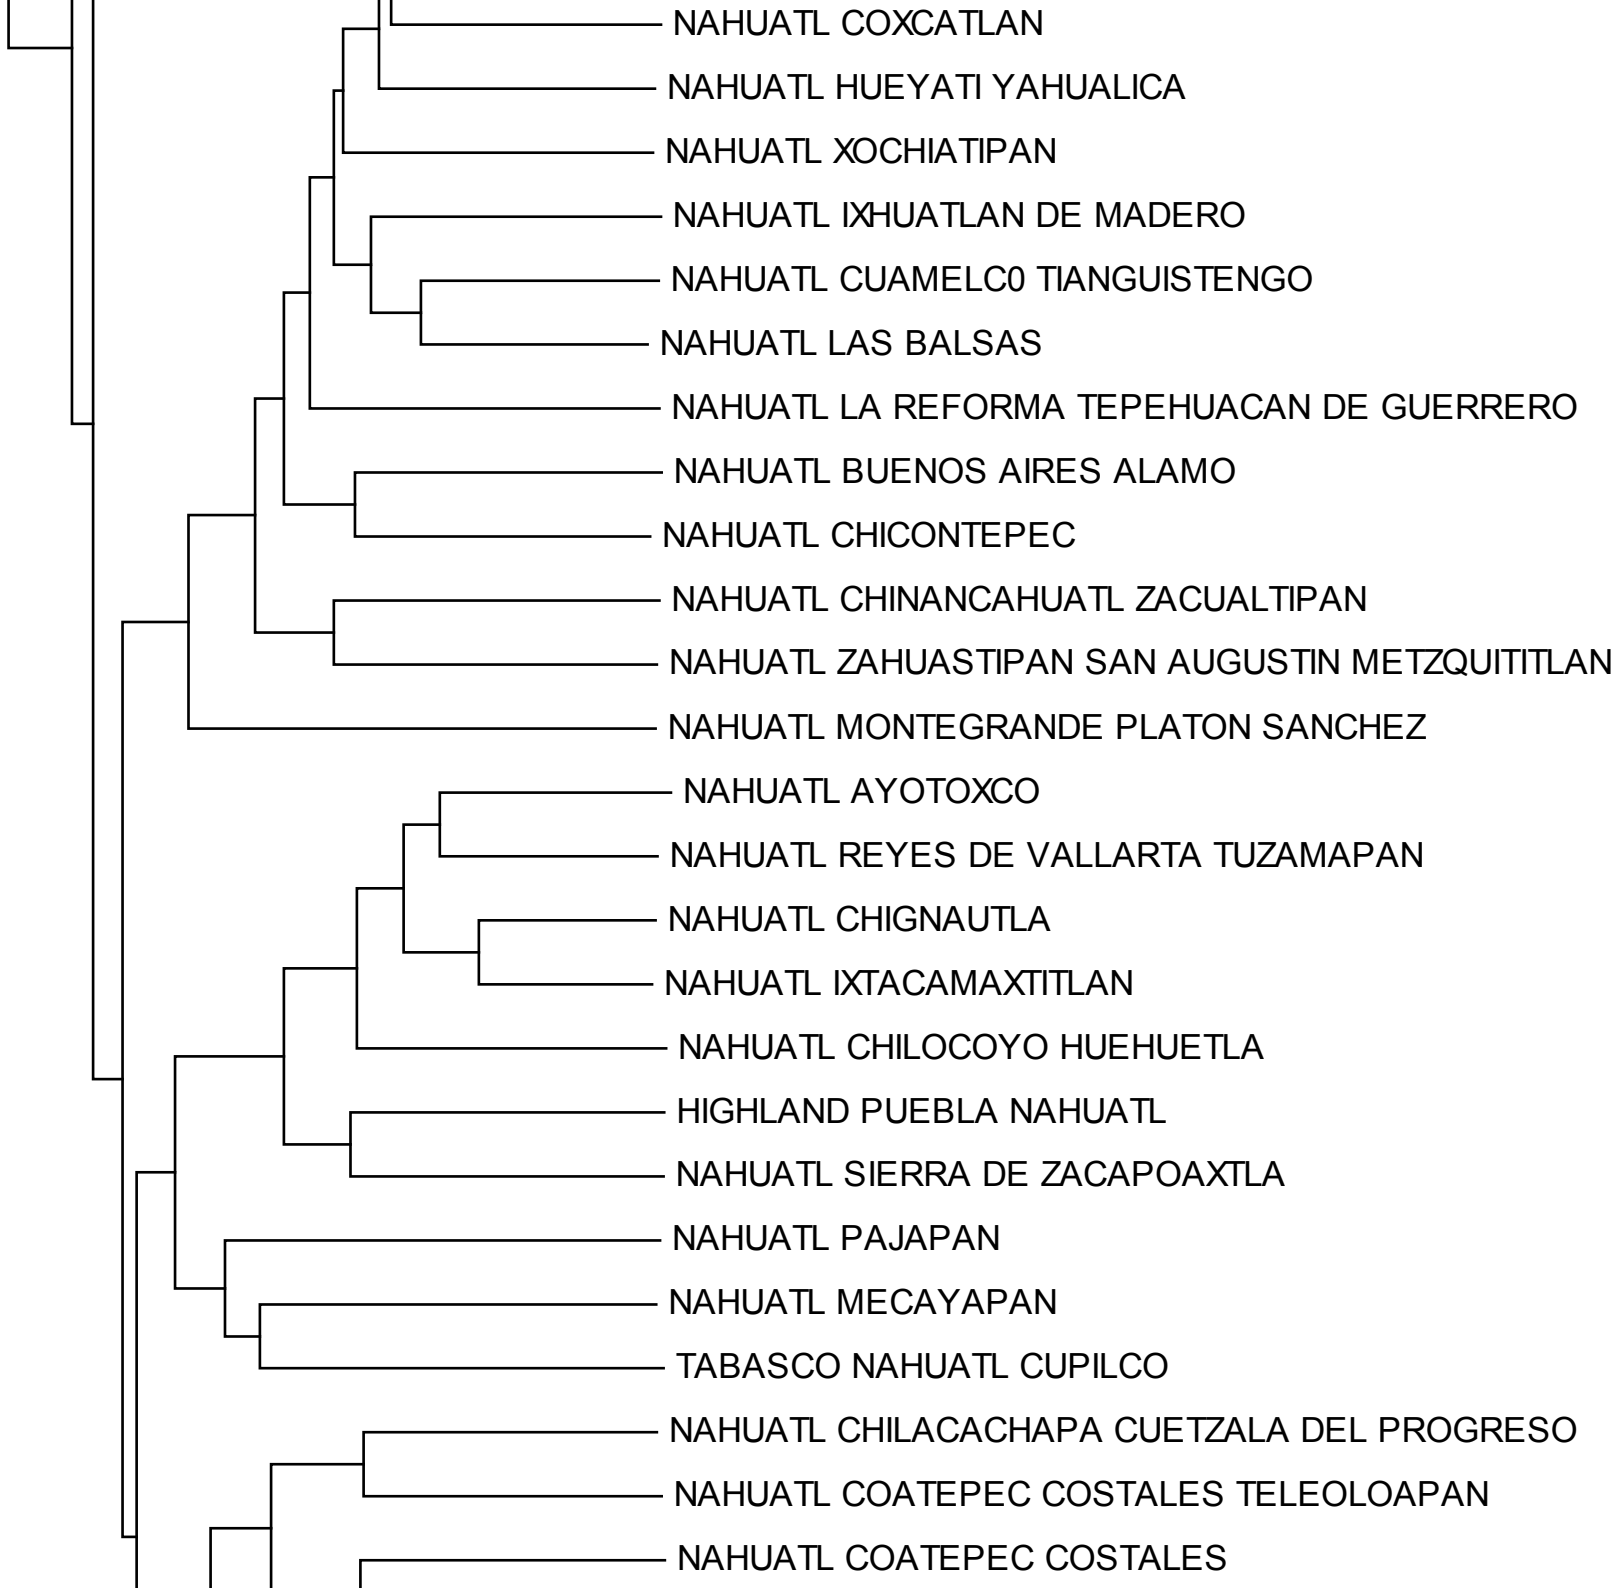 NAHUATL COXCATLAN
NAHUATL HUEYATI YAHUALICA
NAHUATL XOCHIATIPAN
NAHUATL IXHUATLAN DE MADERO
NAHUATL CUAMELC0 TIANGUISTENGO
NAHUATL LAS BALSAS
NAHUATL LA REFORMA TEPEHUACAN DE GUERRERO
NAHUATL BUENOS AIRES ALAMO
NAHUATL CHICONTEPEC
NAHUATL CHINANCAHUATL ZACUALTIPAN
NAHUATL ZAHUASTIPAN SAN AUGUSTIN METZQUITITLAN
NAHUATL MONTEGRANDE PLATON SANCHEZ
NAHUATL AYOTOXCO
NAHUATL REYES DE VALLARTA TUZAMAPAN
NAHUATL CHIGNAUTLA
NAHUATL IXTACAMAXTITLAN
NAHUATL CHILOCOYO HUEHUETLA
HIGHLAND PUEBLA NAHUATL
NAHUATL SIERRA DE ZACAPOAXTLA
NAHUATL PAJAPAN
NAHUATL MECAYAPAN
TABASCO NAHUATL CUPILCO
NAHUATL CHILACACHAPA CUETZALA DEL PROGRESO
NAHUATL COATEPEC COSTALES TELEOLOAPAN
NAHUATL COATEPEC COSTALES